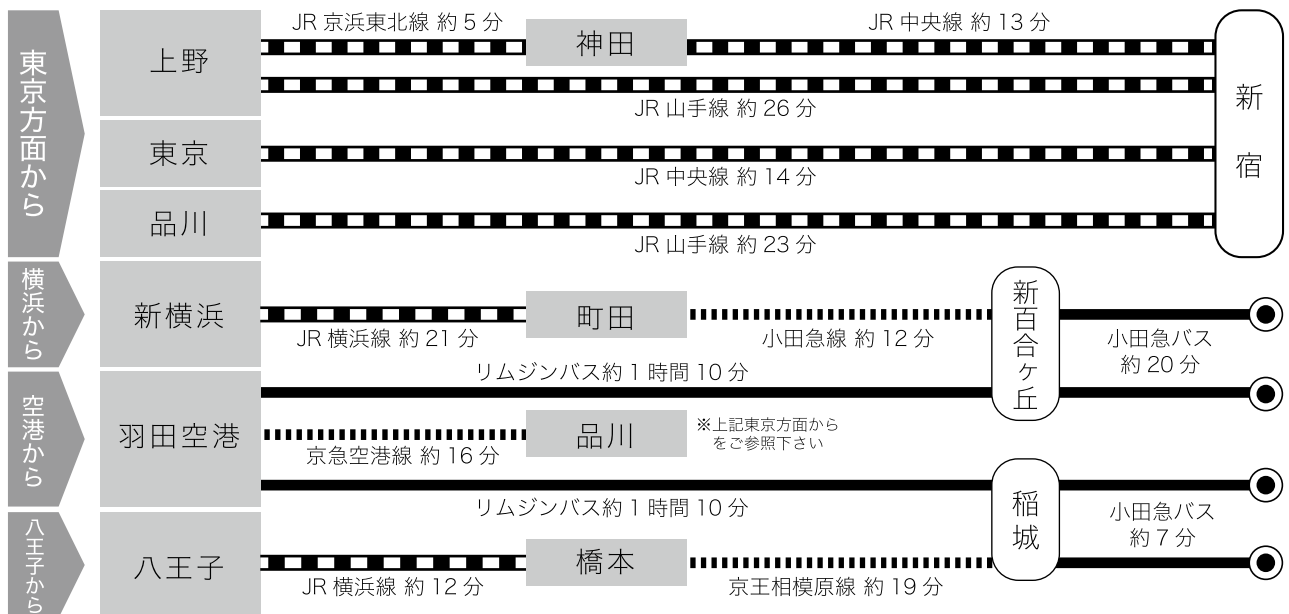 東京方面から
上野
JR 京浜東北線 約 5 分
神田
JR 中央線 約 13 分
JR 山手線 約 26 分
東京
JR 中央線 約 14 分
品川
JR 山手線 約 23 分
新宿
横浜から
新横浜
JR 横浜線 約 21 分
町田
小田急線 約 12 分
新百合ヶ丘
小田急バス
約 20 分
空港から
羽田空港
リムジンバス約 1 時間 10 分
京急空港線 約 16 分
品川
※上記東京方面から
をご参照下さい
リムジンバス約 1 時間 10 分
稲城
小田急バス
約 7 分
八王子から
八王子
JR 横浜線 約 12 分
橋本
京王相模原線 約 19 分